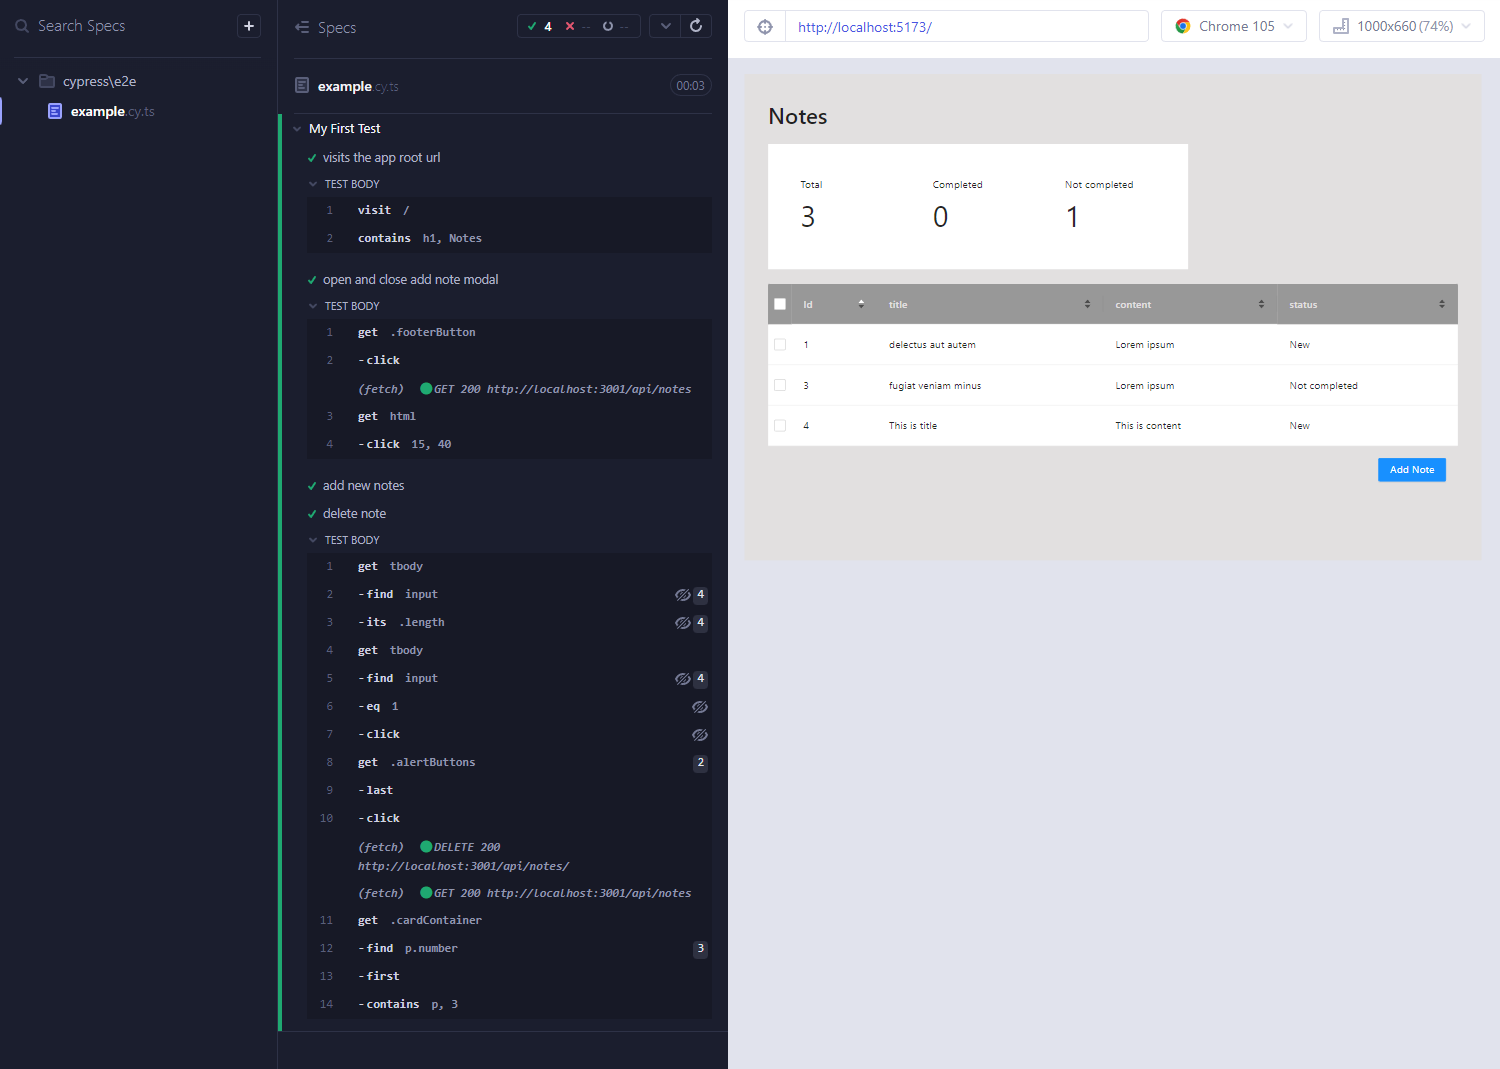 Search Specs
+
cypress\e2e
example.cy.ts
Specs
4 -- --
example.cy.ts
00:03
My First Test
visits the app root url
TEST BODY
1 visit /
2 contains h1, Notes
open and close add note modal
TEST BODY
1 get .footerButton
2 -click
(fetch) GET 200 http://localhost:3001/api/notes
3 get html
4 -click 15, 40
add new notes
delete note
TEST BODY
1 get tbody
2 -find input 4
3 -its .length 4
4 get tbody
5 -find input 4
6 -eq 1
7 -click
8 get .alertButtons 2
9 -last
10 -click
(fetch) DELETE 200
http://localhost:3001/api/notes/
(fetch) GET 200 http://localhost:3001/api/notes
11 get .cardContainer
12 -find p.number 3
13 -first
14 -contains p, 3
http://localhost:5173/
Chrome 105
1000x660 (74%)
Notes
Total Completed Not completed
3 0 1
Id title content status
1 delectus aut autem Lorem ipsum New
3 fugiat veniam minus Lorem ipsum Not completed
4 This is title This is content New
Add Note